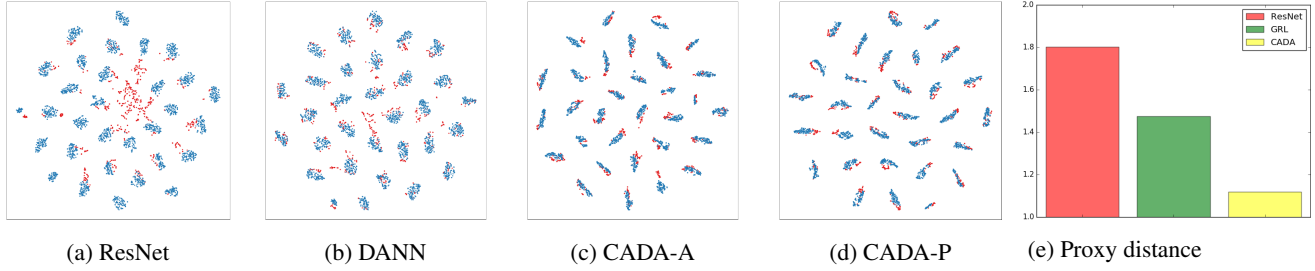 ResNet
GRL
CADA
2.0
1.8
1.6
1.4
1.2
1.0
(a) ResNet
(b) DANN
(c) CADA-A
(d) CADA-P
(e) Proxy distance